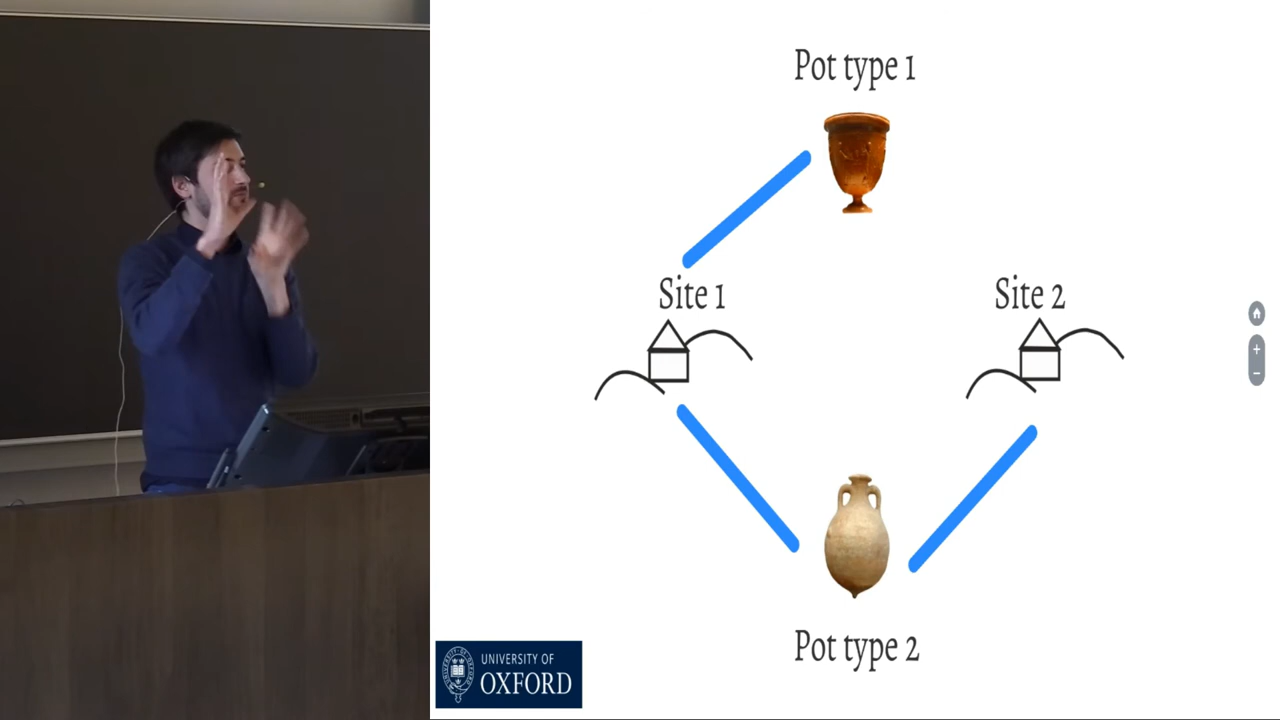 Pot type 1
Site 1
Site 2
Pot type 2
UNIVERSITY OF
OXFORD